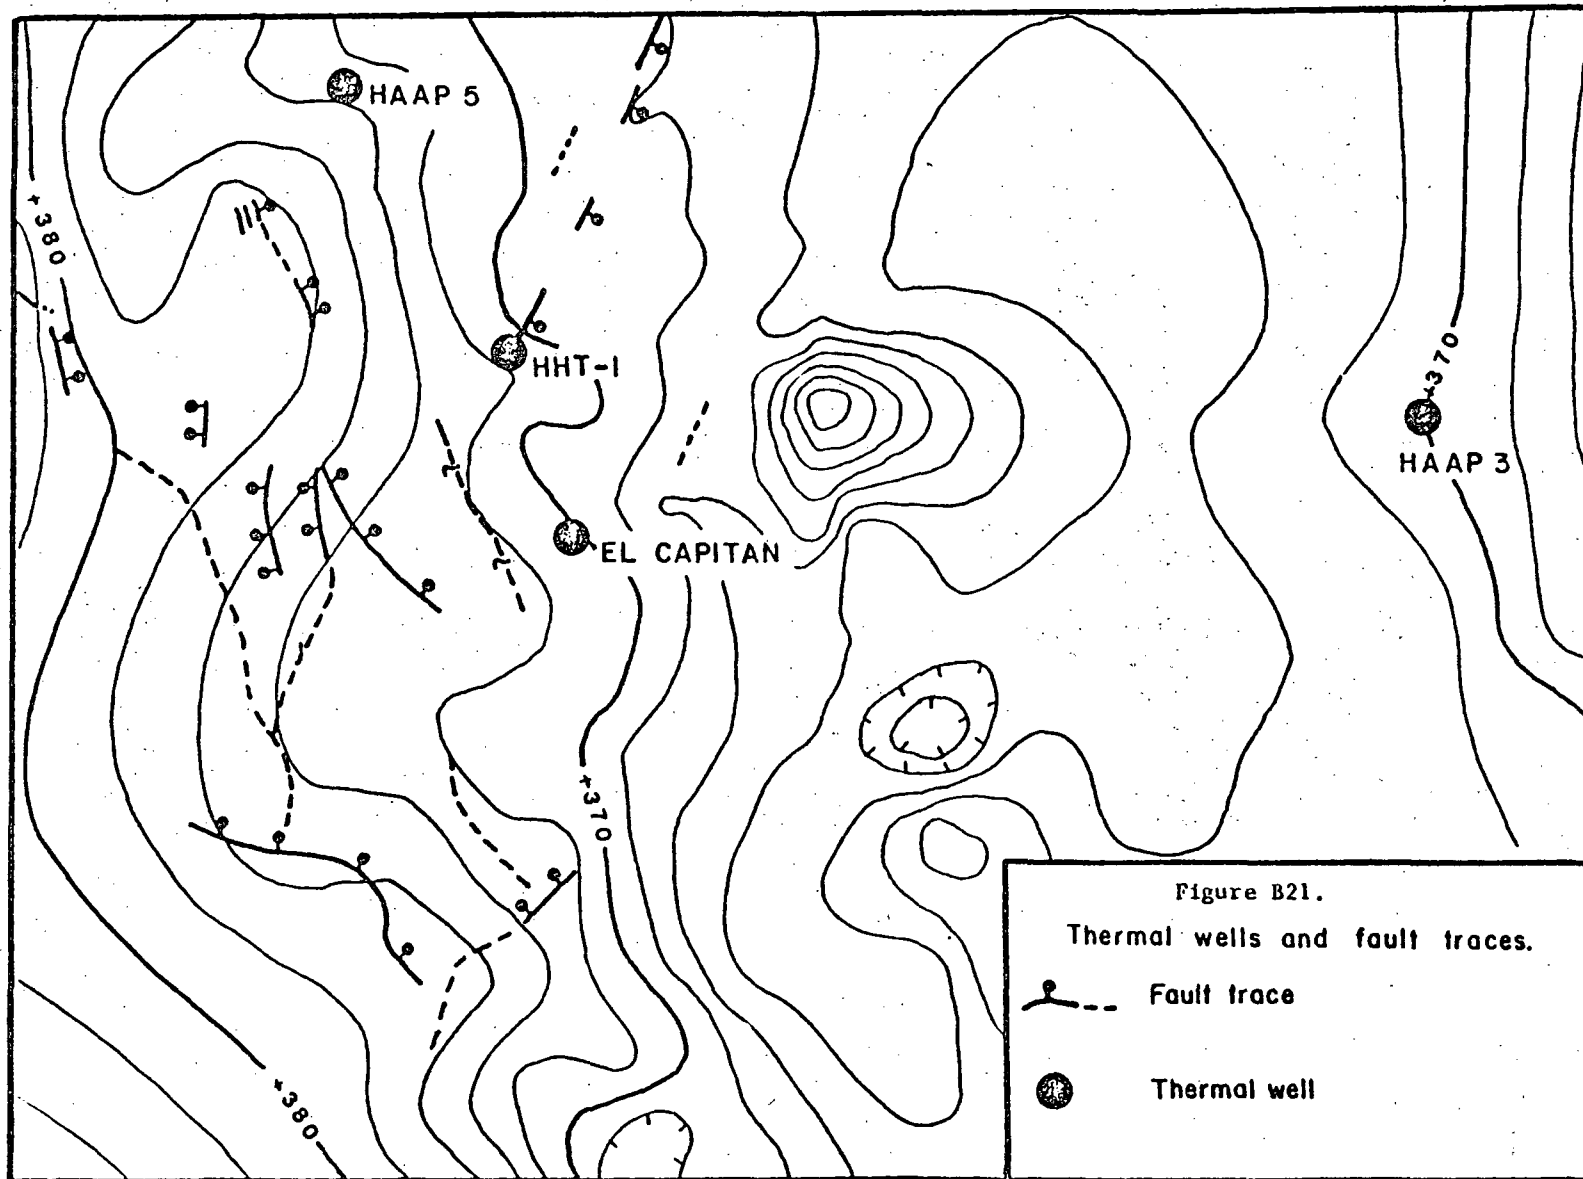 HAAP 5
+380
HHT-1
+370
HAAP 3
EL CAPITAN
+370
+380
Figure B21.
Thermal wells and fault traces.
Fault trace
Thermal well